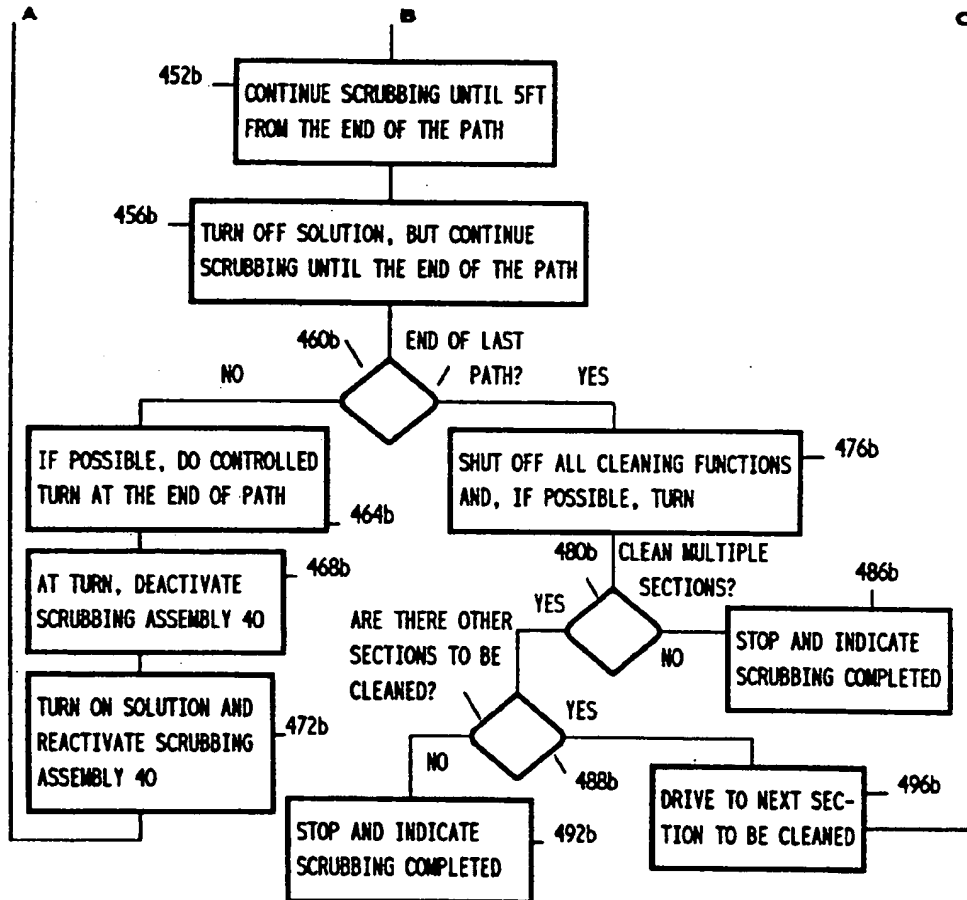 A
B
C
452b
CONTINUE SCRUBBING UNTIL 5FT
FROM THE END OF THE PATH
456b
TURN OFF SOLUTION, BUT CONTINUE
SCRUBBING UNTIL THE END OF THE PATH
460b
END OF LAST
PATH?
NO
YES
IF POSSIBLE, DO CONTROLLED
TURN AT THE END OF PATH
464b
AT TURN, DEACTIVATE
SCRUBBING ASSEMBLY 40
468b
TURN ON SOLUTION AND
REACTIVATE SCRUBBING
ASSEMBLY 40
472b
SHUT OFF ALL CLEANING FUNCTIONS
AND, IF POSSIBLE, TURN
476b
480b
CLEAN MULTIPLE
SECTIONS?
YES
NO
486b
STOP AND INDICATE
SCRUBBING COMPLETED
ARE THERE OTHER
SECTIONS TO BE
CLEANED?
YES
NO
488b
STOP AND INDICATE
SCRUBBING COMPLETED
492b
DRIVE TO NEXT SEC-
TION TO BE CLEANED
496b